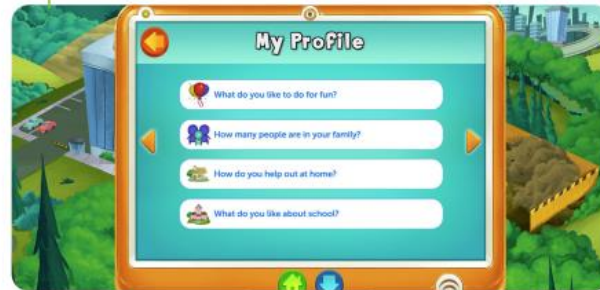 My Profile
What do you like to do for fun?
How many people are in your family?
How do you help out at home?
What do you like about school?